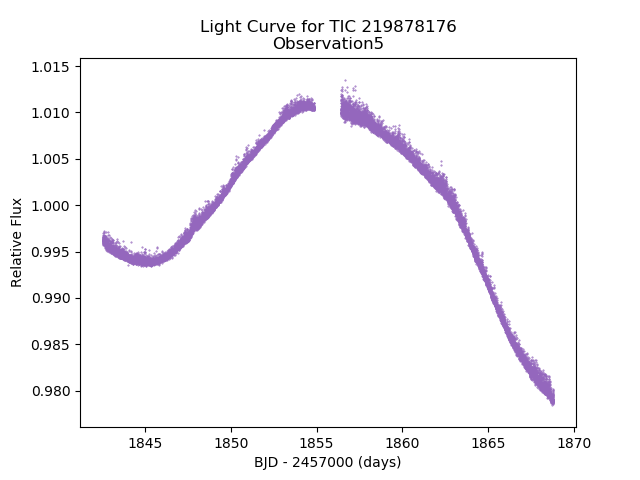 Light Curve for TIC 219878176
Observation5
1.015
1.010
1.005
1.000
0.995
0.990
0.985
0.980
Relative Flux
1845 1850 1855 1860 1865 1870
BJD - 2457000 (days)